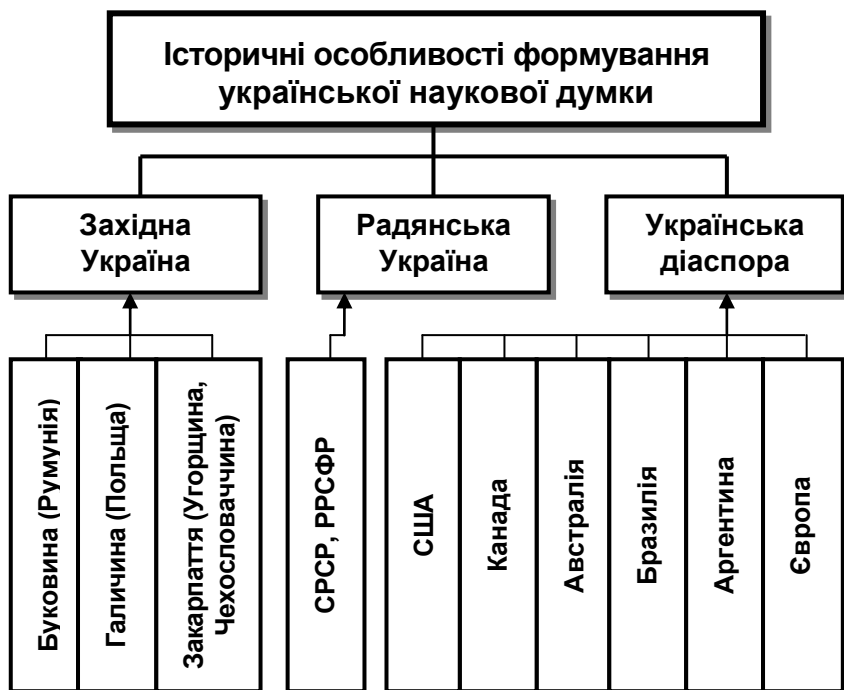 Історичні особливості формування
української наукової думки
Західна
Україна
Радянська
Україна
Українська
діаспора
Буковина (Румунія)
Галичина (Польща)
Закарпаття (Угорщина,
Чехословаччина)
СРСР, РРСФР
США
Канада
Австралія
Бразилія
Аргентина
Європа